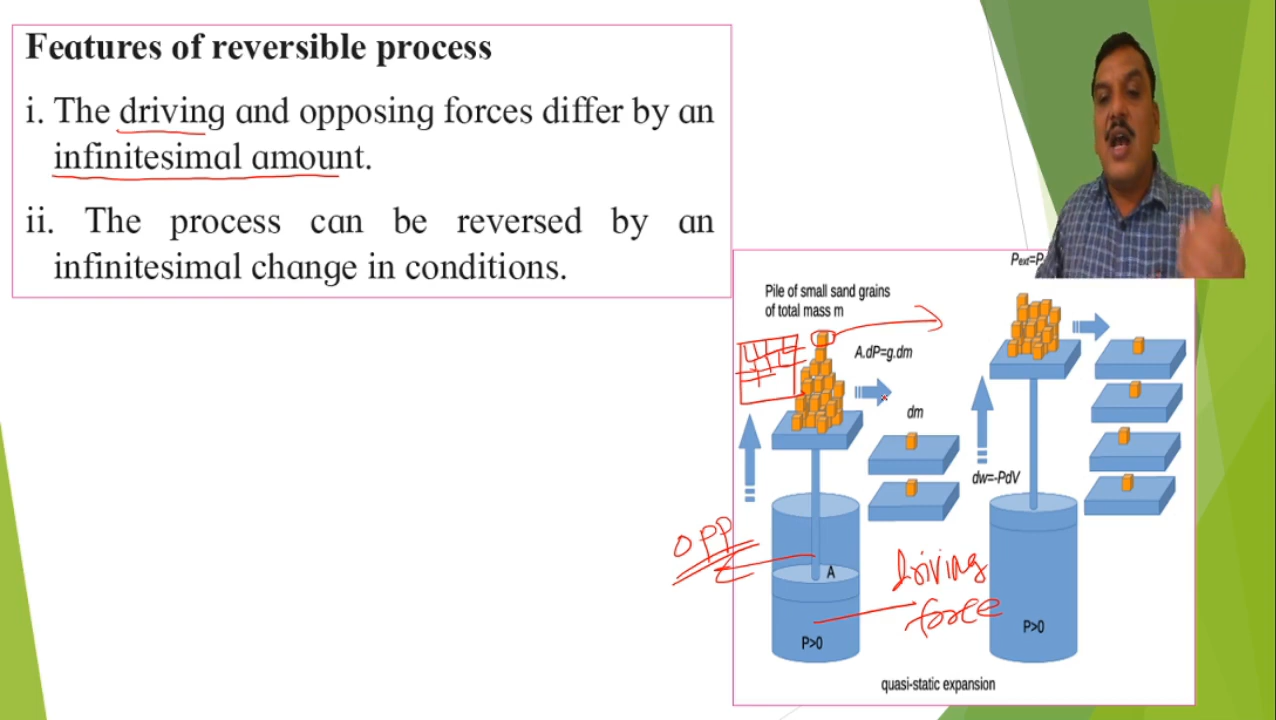 Features of reversible process
i. The driving and opposing forces differ by an
infinitesimal amount.
ii. The process can be reversed by an
infinitesimal change in conditions.
Pile of small sand grains
of total mass m
A.dP=g.dm
dm
OPP
A
P>0
driving
force
Pext=P
dw=-PdV
P>0
quasi-static expansion